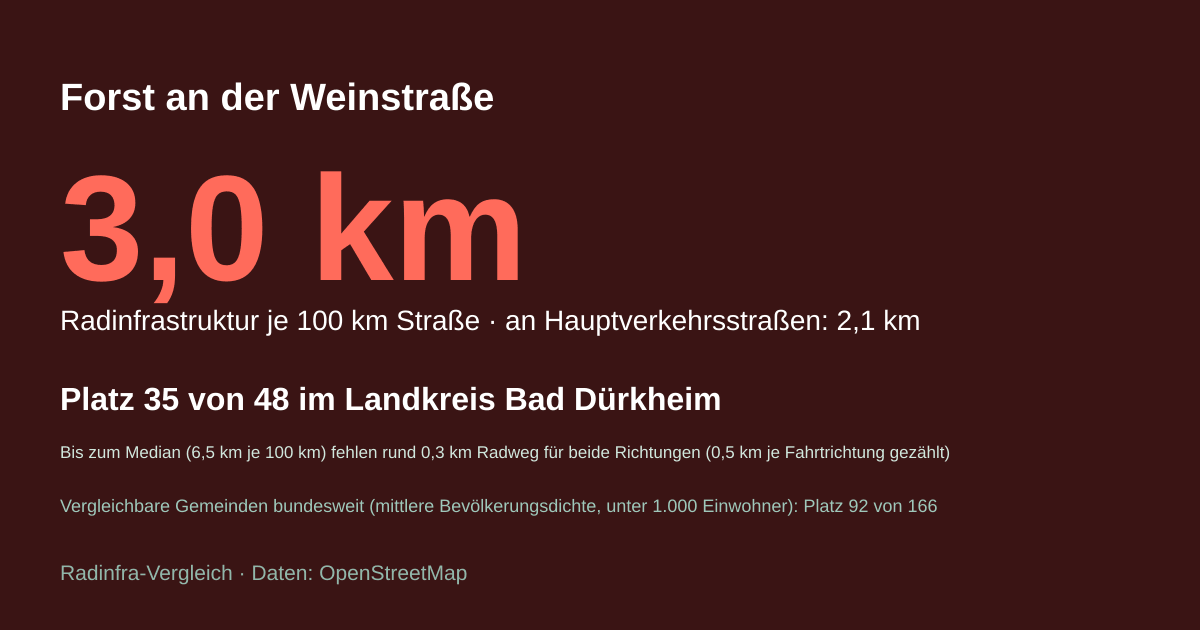 Forst an der Weinstraße
3,0 km
Radinfrastruktur je 100 km Straße · an Hauptverkehrsstraßen: 2,1 km
Platz 35 von 48 im Landkreis Bad Dürkheim
Bis zum Median (6,5 km je 100 km) fehlen rund 0,3 km Radweg für beide Richtungen (0,5 km je Fahrtrichtung gezählt)
Vergleichbare Gemeinden bundesweit (mittlere Bevölkerungsdichte, unter 1.000 Einwohner): Platz 92 von 166
Radinfra-Vergleich · Daten: OpenStreetMap